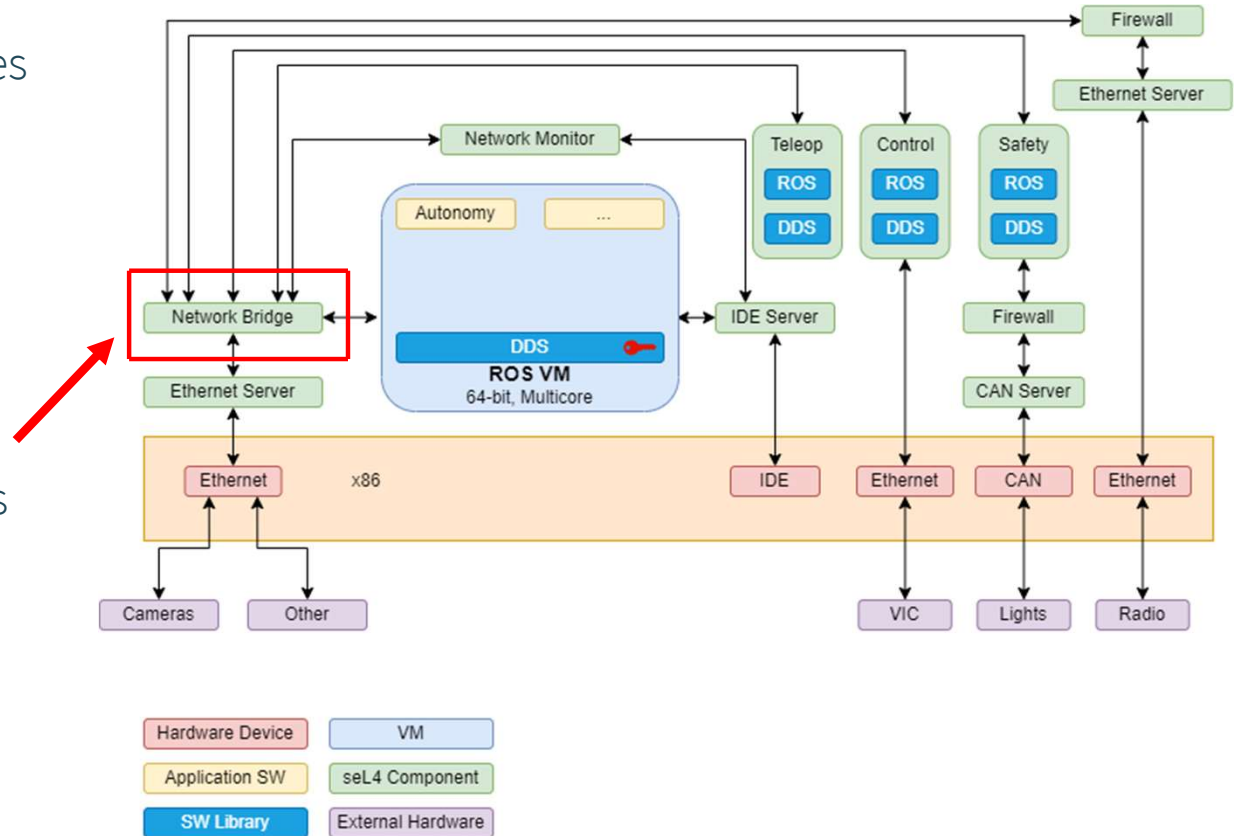 Firewall
es
Ethernet Server
Network Monitor
Teleop
Control
Safety
ROS
ROS
ROS
DDS
DDS
DDS
Autonomy
...
Network Bridge
IDE Server
Firewall
DDS
ROS VM
64-bit, Multicore
Ethernet Server
CAN Server
Ethernet
x86
IDE
Ethernet
CAN
Ethernet
s
Cameras
Other
VIC
Lights
Radio
Hardware Device
VM
Application SW
seL4 Component
SW Library
External Hardware